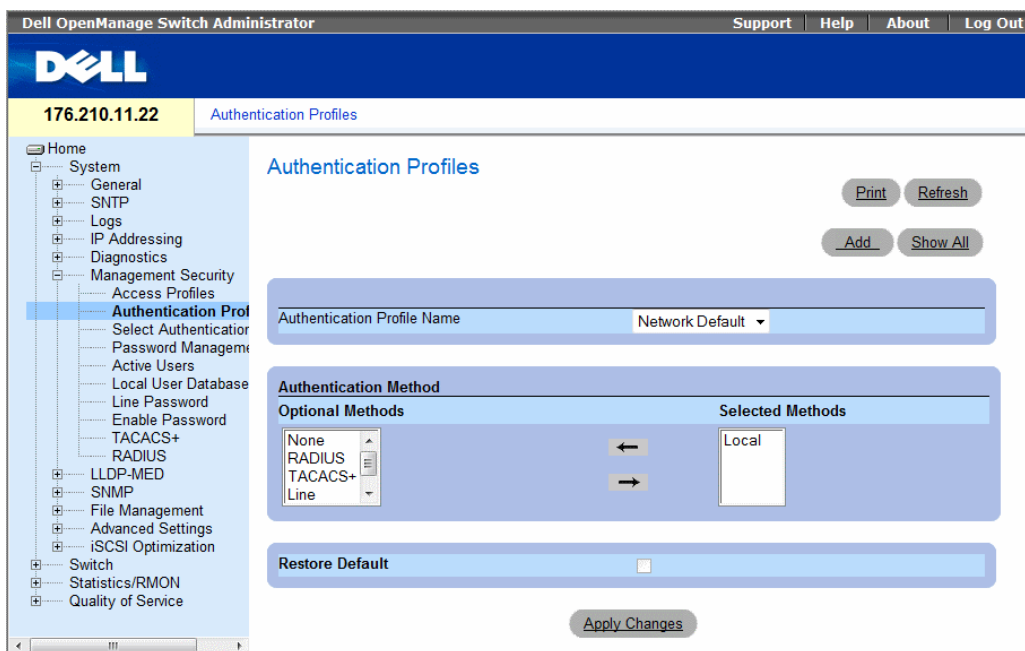 Dell OpenManage Switch Administrator
Support | Help | About | Log Out
DELL
176.210.11.22
Authentication Profiles
Home
System
General
SNTP
Logs
IP Addressing
Diagnostics
Management Security
Access Profiles
Authentication Prof
Select Authentication
Password Manageme
Active Users
Local User Database
Line Password
Enable Password
TACACS+
RADIUS
LLDP-MED
SNMP
File Management
Advanced Settings
iSCSI Optimization
Switch
Statistics/RMON
Quality of Service
Authentication Profiles
Print Refresh
Add Show All
Authentication Profile Name Network Default
Authentication Method
Optional Methods Selected Methods
None
RADIUS
TACACS+
Line
Local
Restore Default
Apply Changes